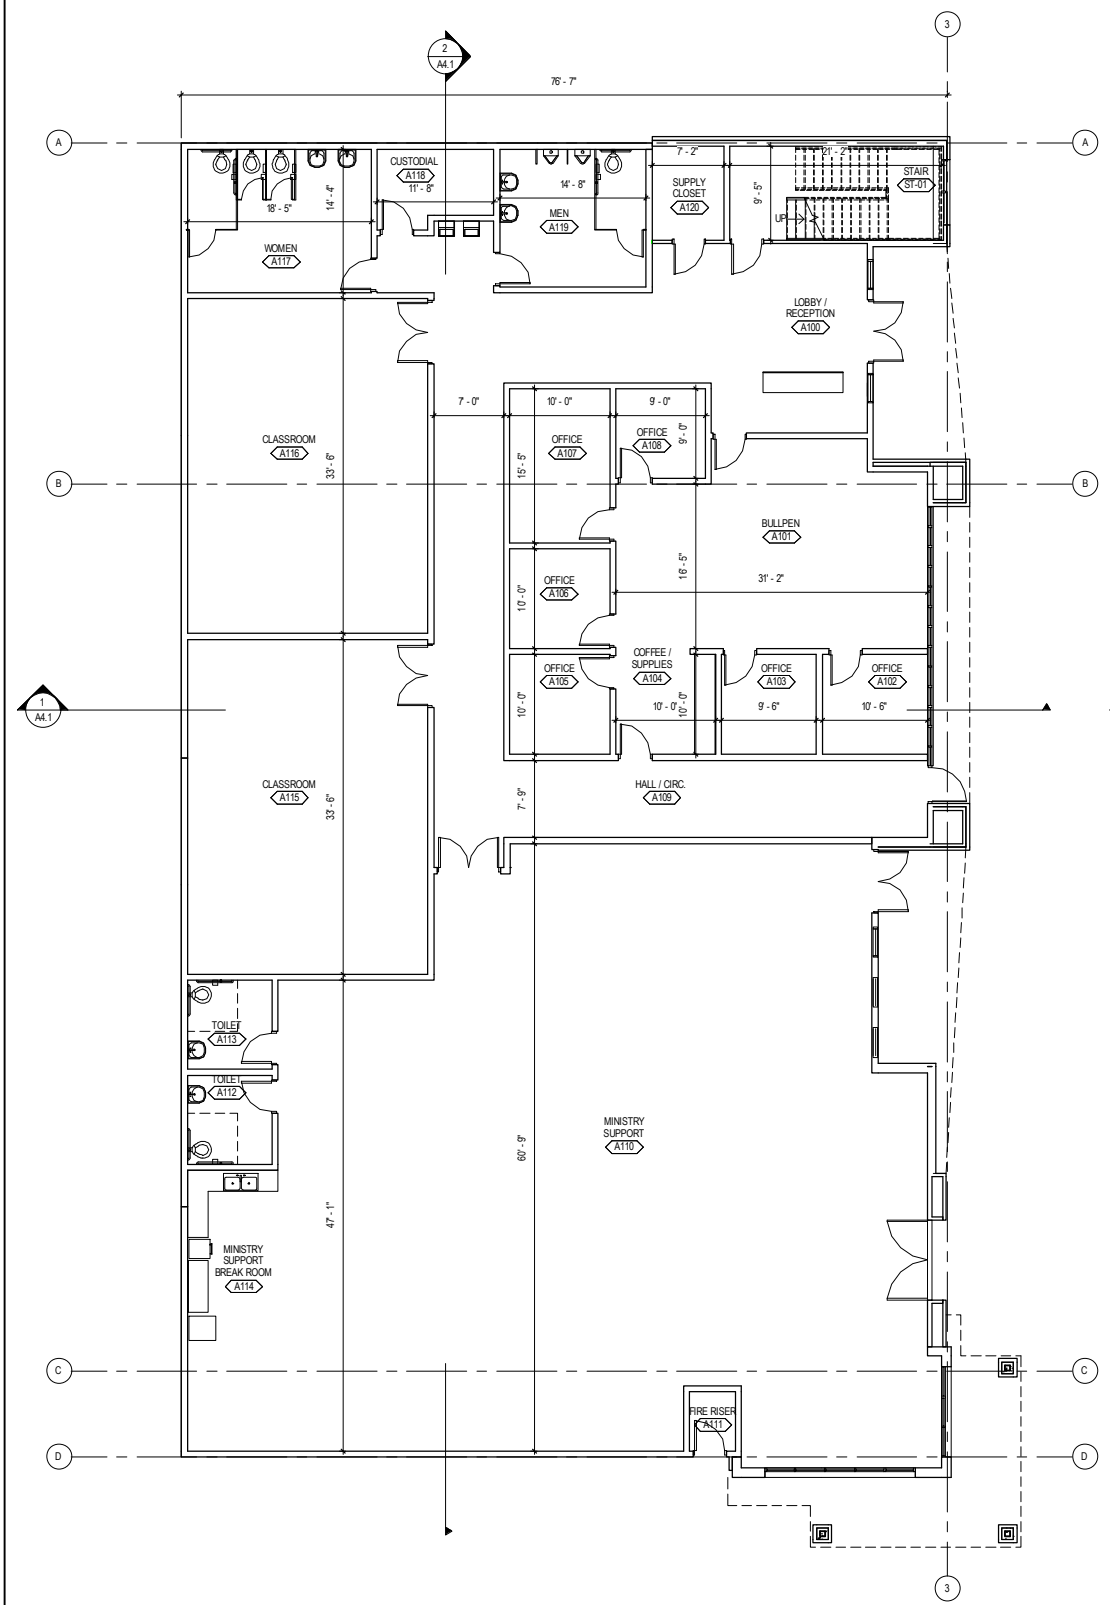 3
2
A4.1
76' - 7"
A
A
CUSTODIAL
A118
11' - 8"
14' - 4"
18' - 5"
WOMEN
A117
14' - 8"
MEN
A119
7' - 2"
SUPPLY
CLOSET
A120
9' - 5"
21' - 2"
STAIR
ST-01
UP
LOBBY /
RECEPTION
A100
7' - 0"
10' - 0"
9' - 0"
CLASSROOM
A116
33' - 6"
OFFICE
A107
15' - 5"
OFFICE
A108
9' - 0"
B
B
BULLPEN
A101
16' - 5"
31' - 2"
OFFICE
A106
10' - 0"
COFFEE /
SUPPLIES
A104
OFFICE
A105
10' - 0"
10' - 0"
10' - 0"
OFFICE
A103
9' - 6"
OFFICE
A102
10' - 6"
1
A4.1
CLASSROOM
A115
33' - 6"
7' - 9"
HALL / CIRC.
A109
TOILET
A113
TOILET
A112
MINISTRY
SUPPORT
A110
60' - 9"
47' - 1"
MINISTRY
SUPPORT
BREAK ROOM
A114
C
C
FIRE RISER
A111
D
D
3